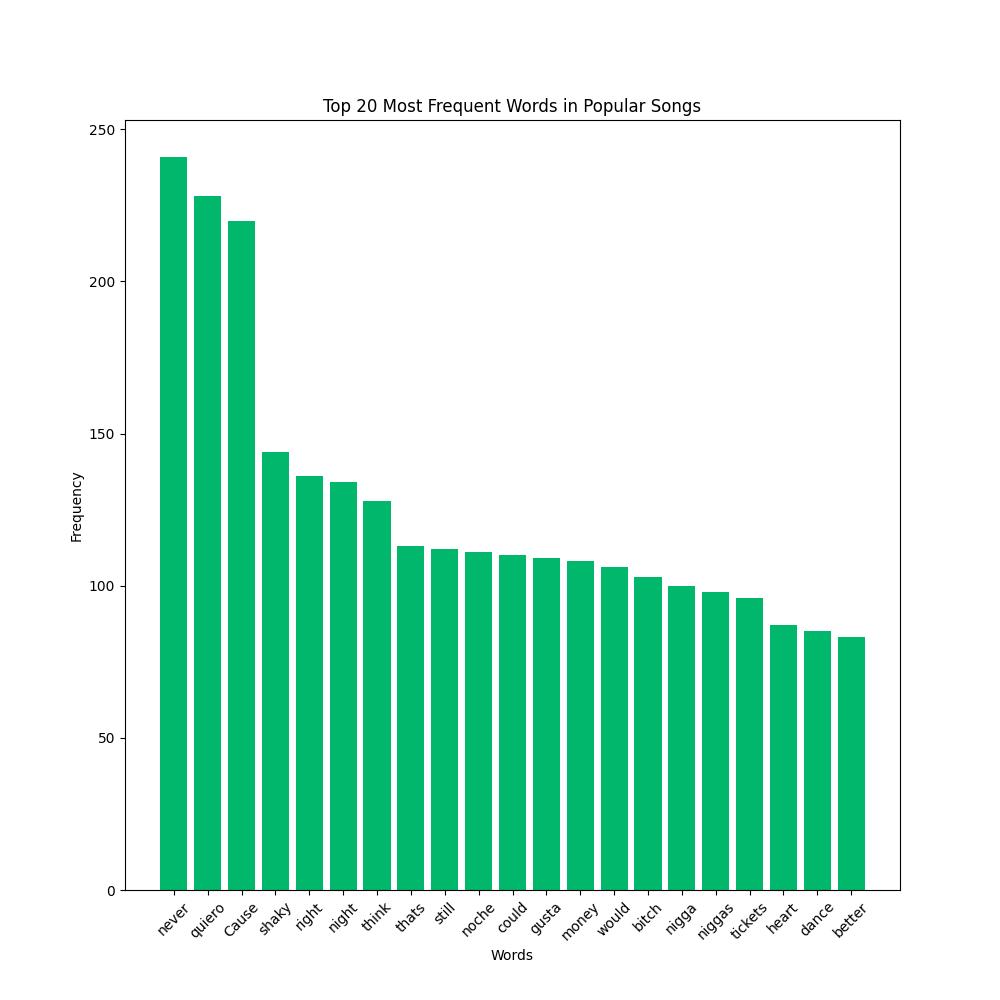 Top 20 Most Frequent Words in Popular Songs
250
200
150
100
50
0
Frequency
never quiero Cause shaky right night think thats still noche could gusta money would bitch nigga niggas tickets heart dance better
Words